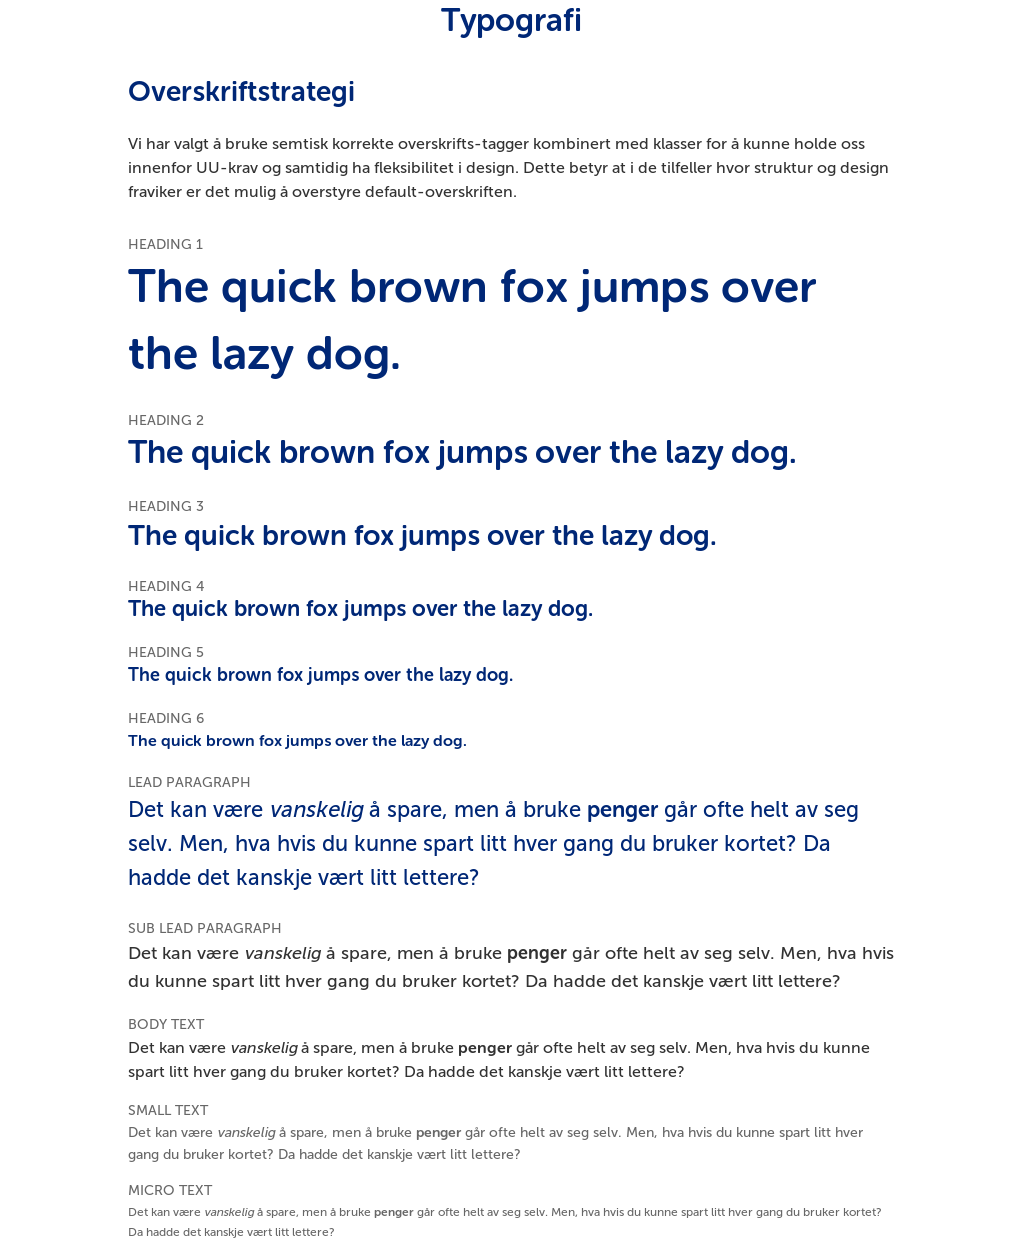 Typografi
Overskriftstrategi
Vi har valgt å bruke semtisk korrekte overskrifts-tagger kombinert med klasser for å kunne holde oss
innenfor UU-krav og samtidig ha fleksibilitet i design. Dette betyr at i de tilfeller hvor struktur og design
fraviker er det mulig å overstyre default-overskriften.
HEADING 1
The quick brown fox jumps over
the lazy dog.
HEADING 2
The quick brown fox jumps over the lazy dog.
HEADING 3
The quick brown fox jumps over the lazy dog.
HEADING 4
The quick brown fox jumps over the lazy dog.
HEADING 5
The quick brown fox jumps over the lazy dog.
HEADING 6
The quick brown fox jumps over the lazy dog.
LEAD PARAGRAPH
Det kan være vanskelig å spare, men å bruke penger går ofte helt av seg
selv. Men, hva hvis du kunne spart litt hver gang du bruker kortet? Da
hadde det kanskje vært litt lettere?
SUB LEAD PARAGRAPH
Det kan være vanskelig å spare, men å bruke penger går ofte helt av seg selv. Men, hva hvis
du kunne spart litt hver gang du bruker kortet? Da hadde det kanskje vært litt lettere?
BODY TEXT
Det kan være vanskelig å spare, men å bruke penger går ofte helt av seg selv. Men, hva hvis du kunne
spart litt hver gang du bruker kortet? Da hadde det kanskje vært litt lettere?
SMALL TEXT
Det kan være vanskelig å spare, men å bruke penger går ofte helt av seg selv. Men, hva hvis du kunne spart litt hver
gang du bruker kortet? Da hadde det kanskje vært litt lettere?
MICRO TEXT
Det kan være vanskelig å spare, men å bruke penger går ofte helt av seg selv. Men, hva hvis du kunne spart litt hver gang du bruker kortet?
Da hadde det kanskje vært litt lettere?